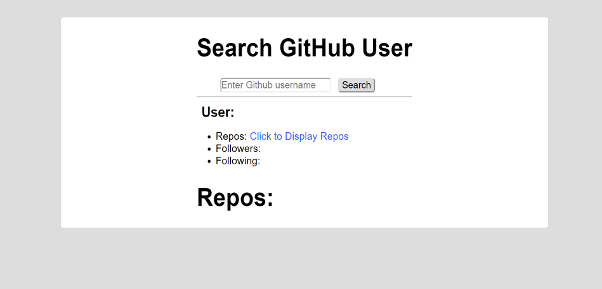 Search GitHub User
Enter Github username Search
User:
Repos: Click to Display Repos
Followers:
Following:
Repos: